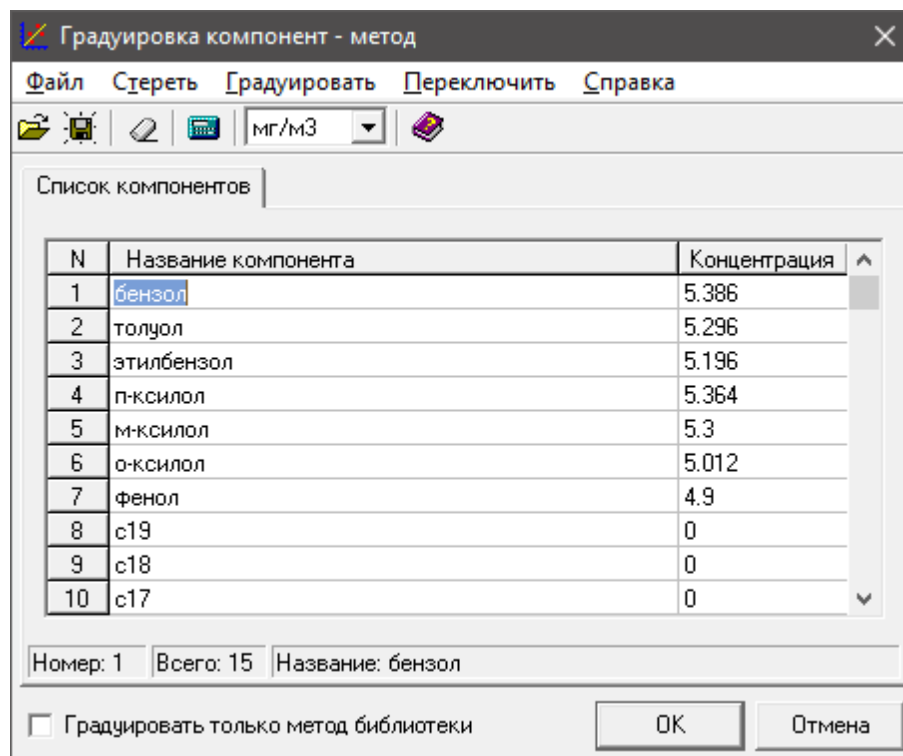 Градуировка компонент - метод
Файл Стереть Градуировать Переключить Справка
мг/м3
Список компонентов
N Название компонента Концентрация
1 бензол 5.386
2 толуол 5.296
3 этилбензол 5.196
4 п-ксилол 5.364
5 м-ксилол 5.3
6 о-ксилол 5.012
7 фенол 4.9
8 с19 0
9 с18 0
10 с17 0
Номер: 1 Всего: 15 Название: бензол
Градуировать только метод библиотеки OK Отмена